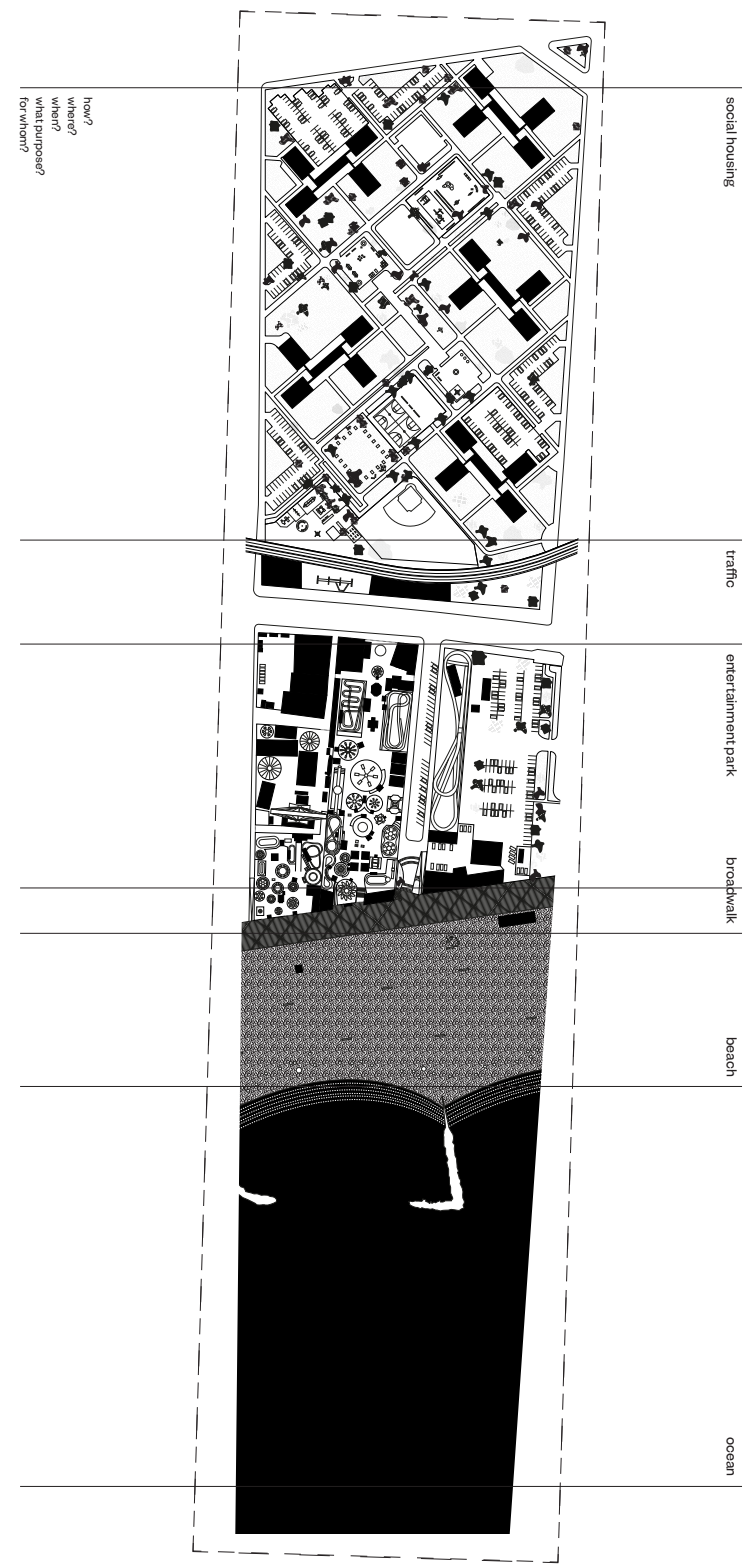 social housing
traffic
entertainment park
broadwalk
beach
ocean
how?
where?
when?
what purpose?
for whom?